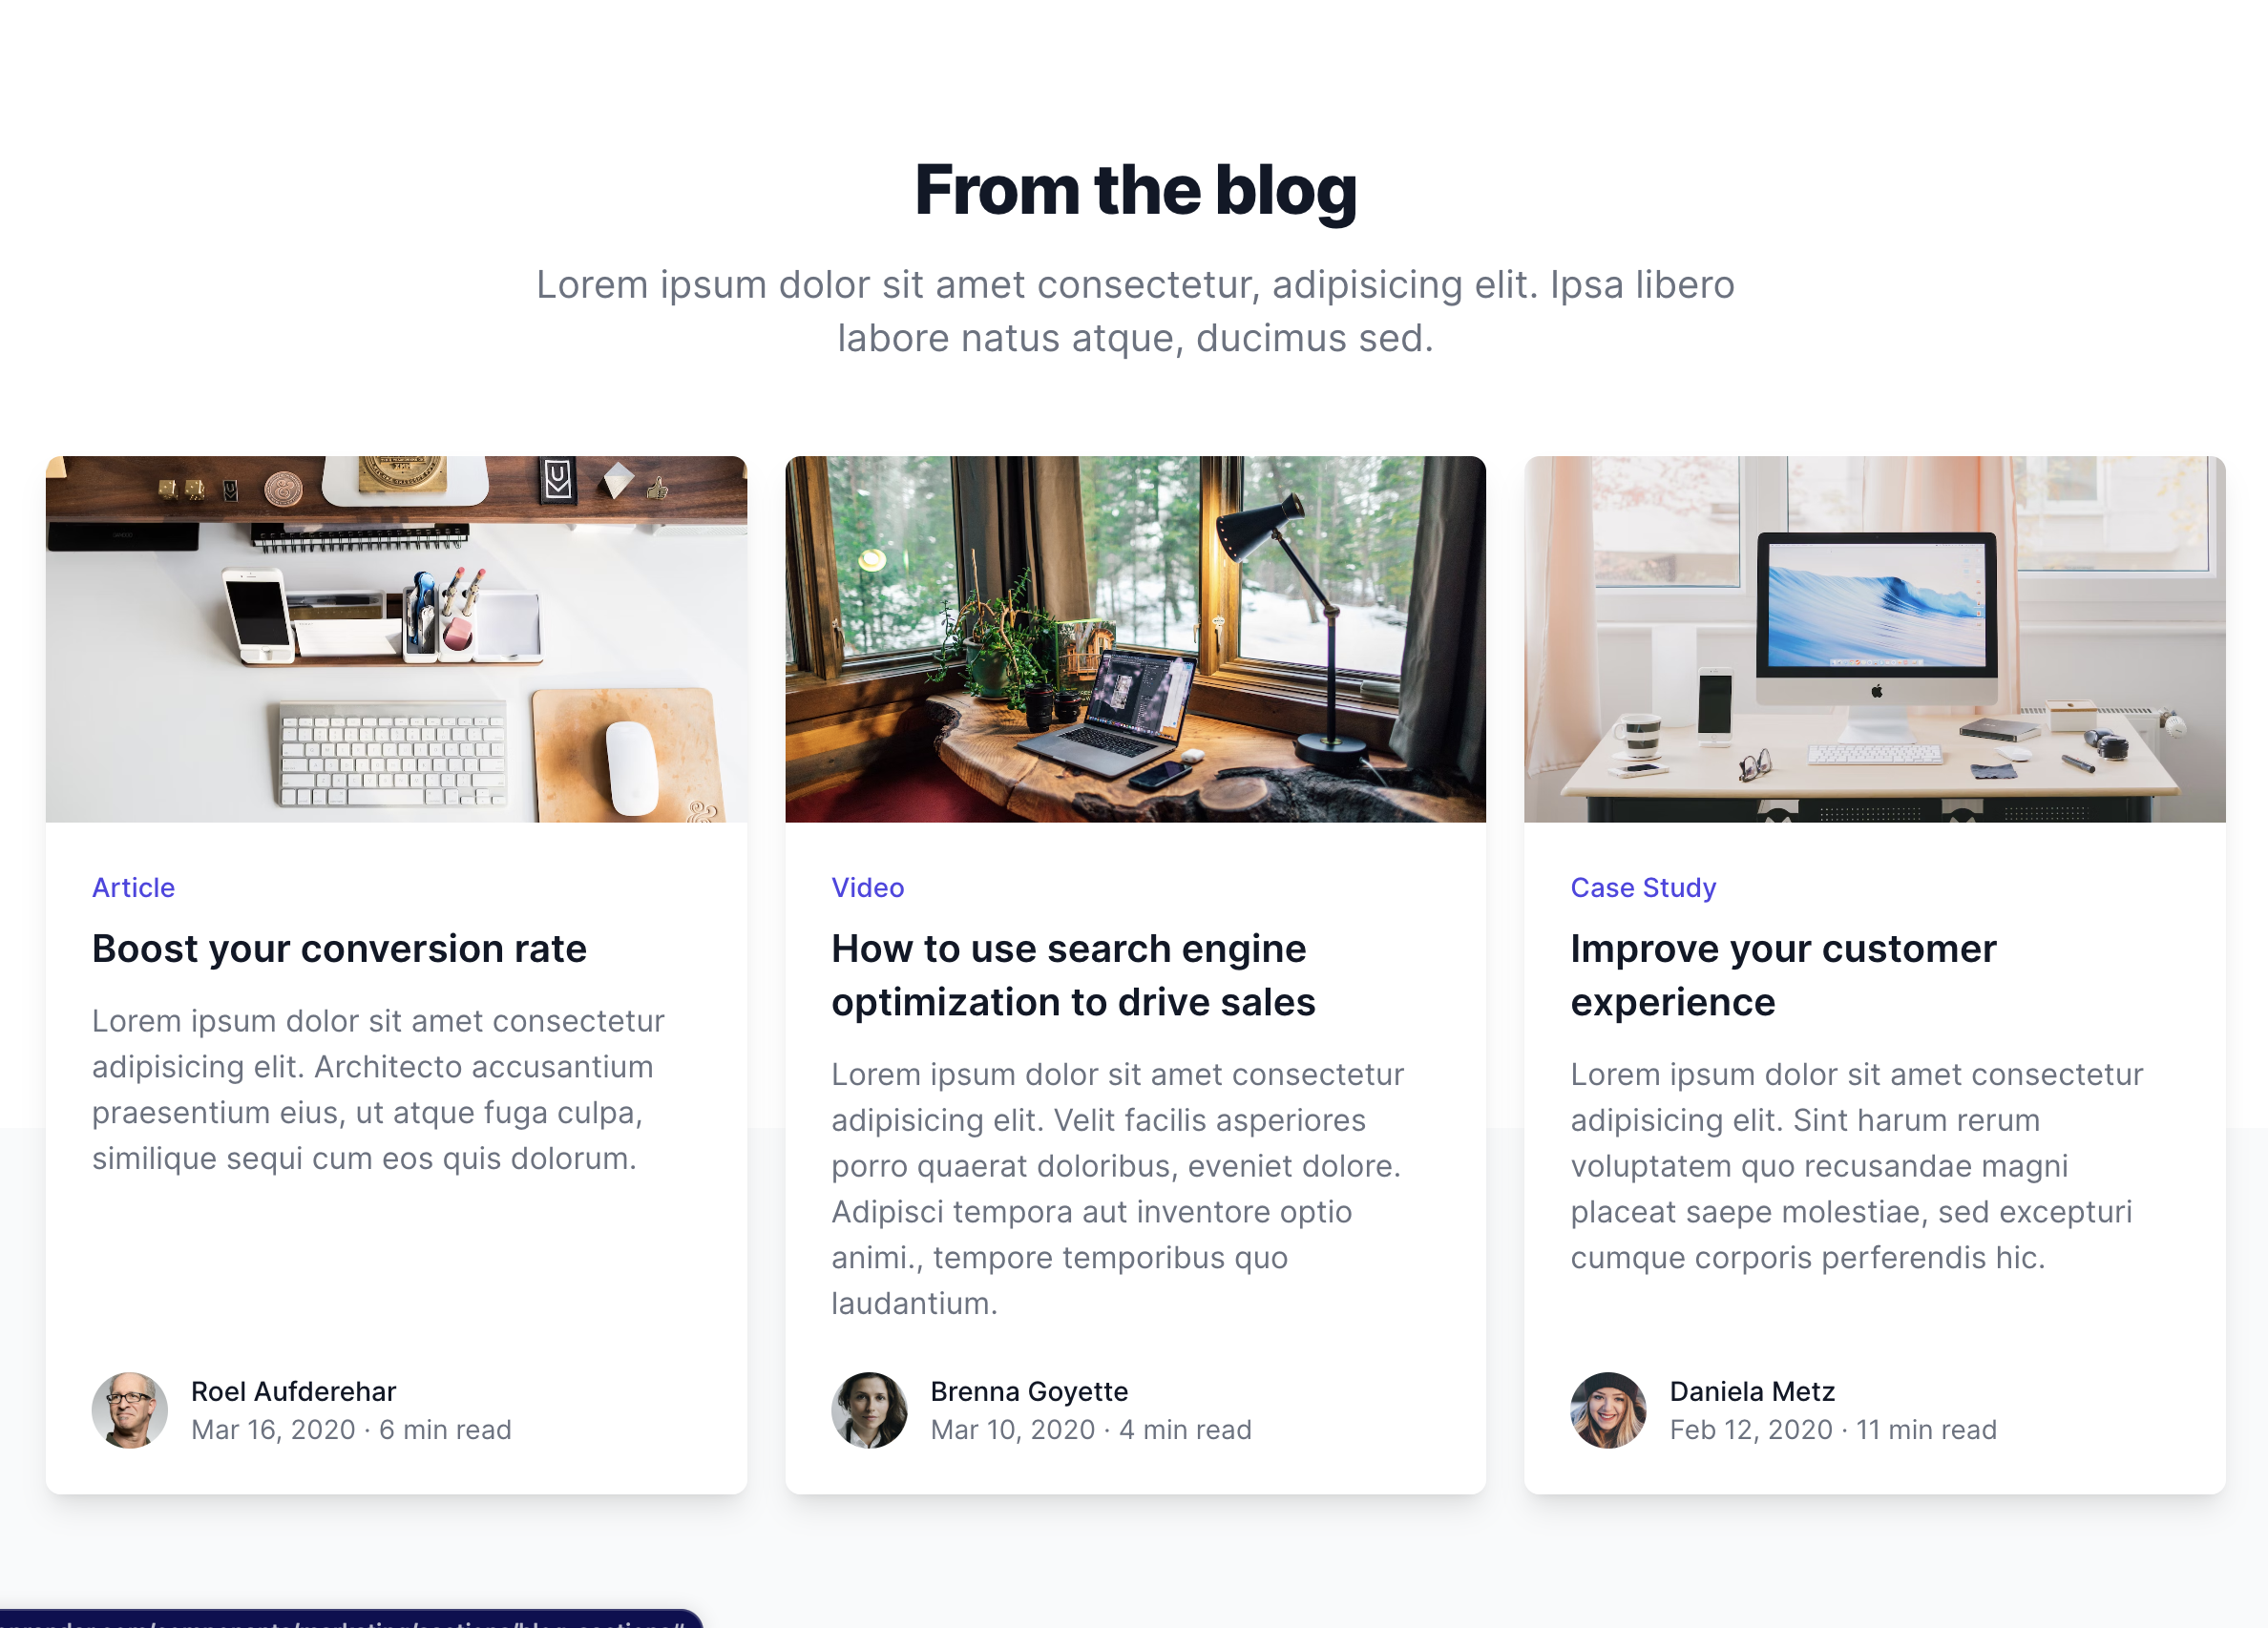 From the blog
Lorem ipsum dolor sit amet consectetur, adipisicing elit. Ipsa libero
labore natus atque, ducimus sed.
Article
Boost your conversion rate
Lorem ipsum dolor sit amet consectetur
adipisicing elit. Architecto accusantium
praesentium eius, ut atque fuga culpa,
similique sequi cum eos quis dolorum.
Roel Aufderehar
Mar 16, 2020 · 6 min read
Video
How to use search engine
optimization to drive sales
Lorem ipsum dolor sit amet consectetur
adipisicing elit. Velit facilis asperiores
porro quaerat doloribus, eveniet dolore.
Adipisci tempora aut inventore optio
animi., tempore temporibus quo
laudantium.
Brenna Goyette
Mar 10, 2020 · 4 min read
Case Study
Improve your customer
experience
Lorem ipsum dolor sit amet consectetur
adipisicing elit. Sint harum rerum
voluptatem quo recusandae magni
placeat saepe molestiae, sed excepturi
cumque corporis perferendis hic.
Daniela Metz
Feb 12, 2020 · 11 min read